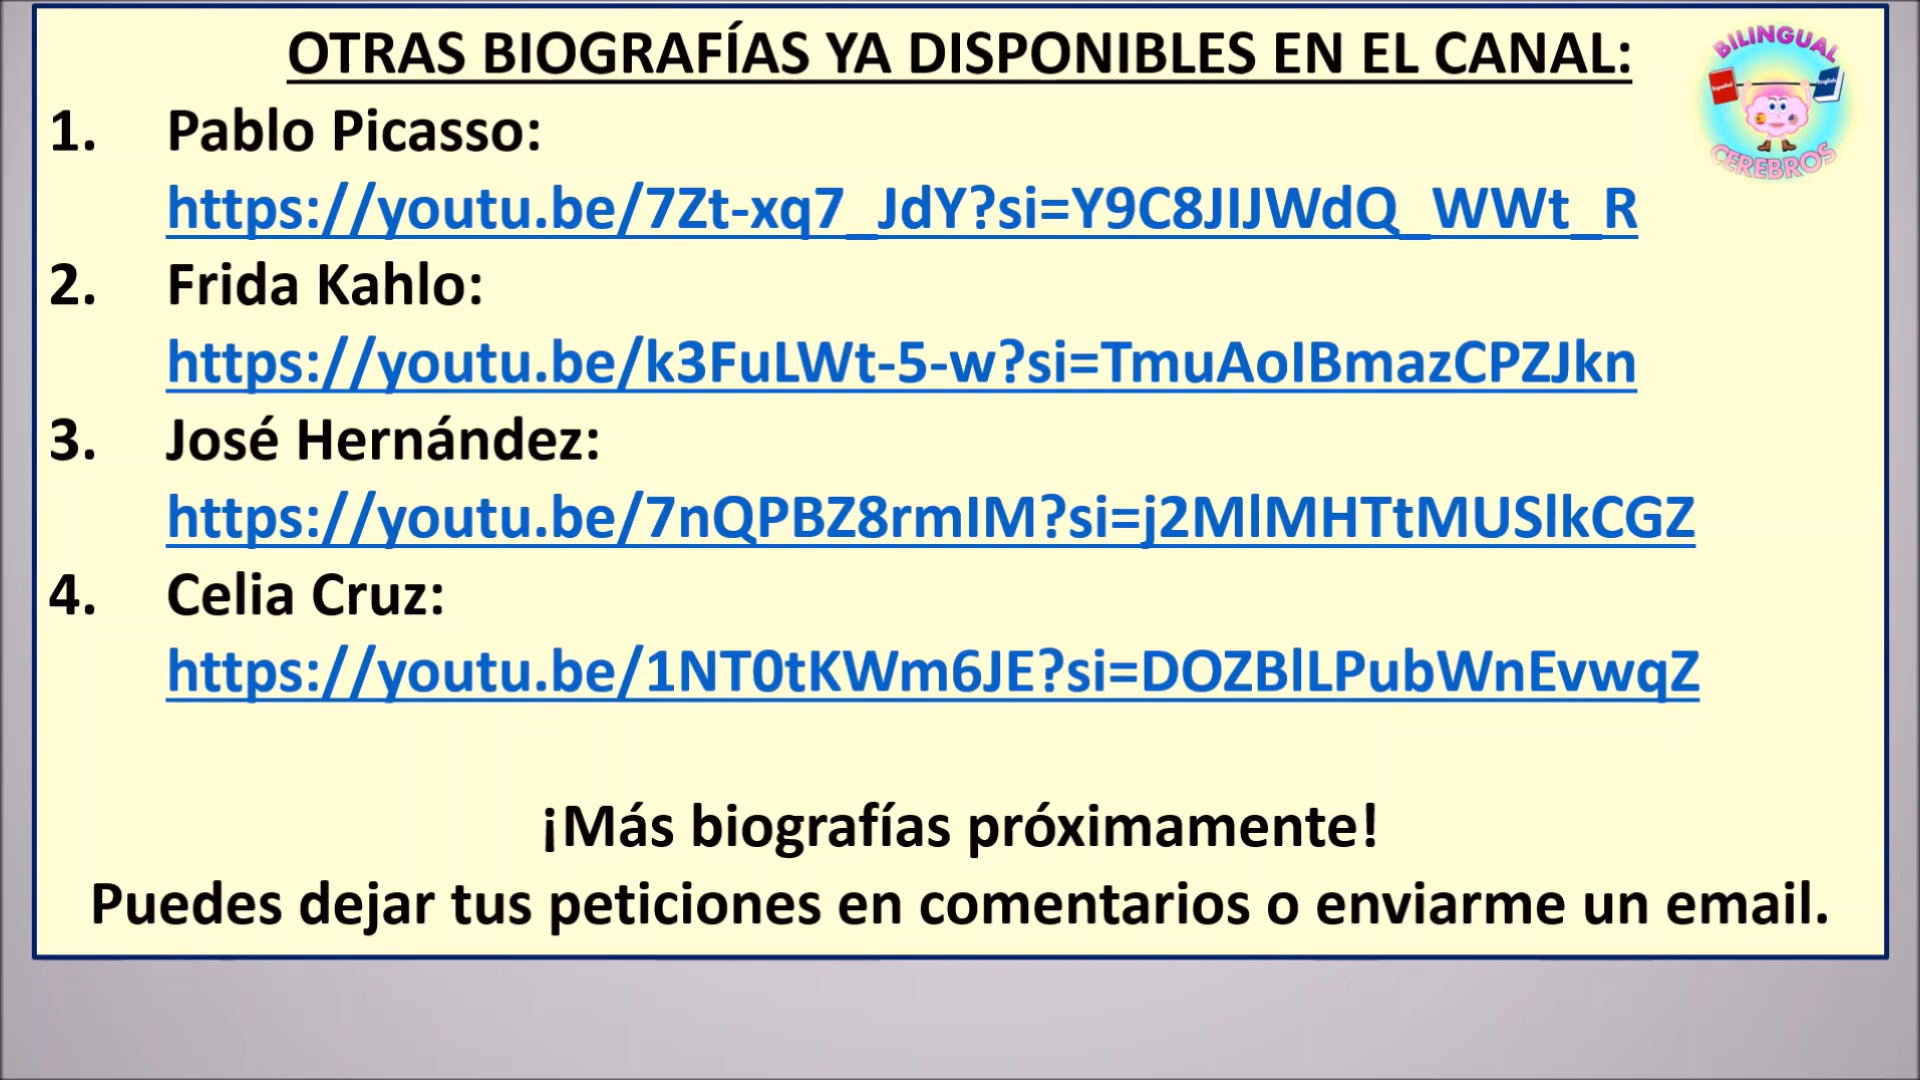 OTRAS BIOGRAFÍAS YA DISPONIBLES EN EL CANAL:
1. Pablo Picasso:
https://youtu.be/7Zt-xq7_JdY?si=Y9C8JIJWdQ_WWt_R
2. Frida Kahlo:
https://youtu.be/k3FuLWt-5-w?si=TmuAoIBmazCPZJkn
3. José Hernández:
https://youtu.be/7nQPBZ8rmIM?si=j2MlMHTtMUSlkCGZ
4. Celia Cruz:
https://youtu.be/1NT0tKWm6JE?si=DOZBlLPubWnEvwqZ
¡Más biografías próximamente!
Puedes dejar tus peticiones en comentarios o enviarme un email.
BILINGUAL
Español English
CEREBROS